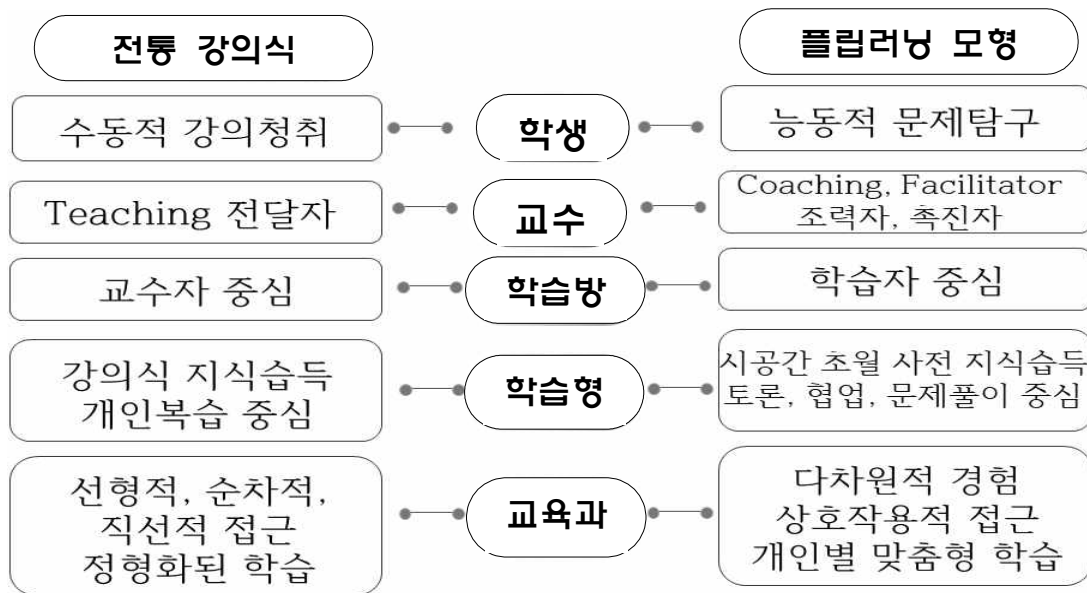 전통 강의식
플립러닝 모형
수동적 강의청취
학생
능동적 문제탐구
Teaching 전달자
교수
Coaching, Facilitator
조력자, 촉진자
교수자 중심
학습방
학습자 중심
강의식 지식습득
개인복습 중심
학습형
시공간 초월 사전 지식습득
토론, 협업, 문제풀이 중심
선형적, 순차적,
직선적 접근
정형화된 학습
교육과
다차원적 경험
상호작용적 접근
개인별 맞춤형 학습